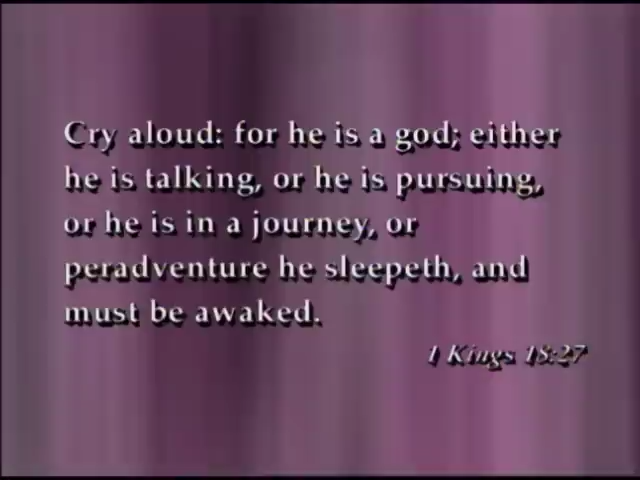 Cry aloud: for he is a god; either
he is talking, or he is pursuing,
or he is in a journey, or
peradventure he sleepeth, and
must be awaked.
1 Kings 18:27